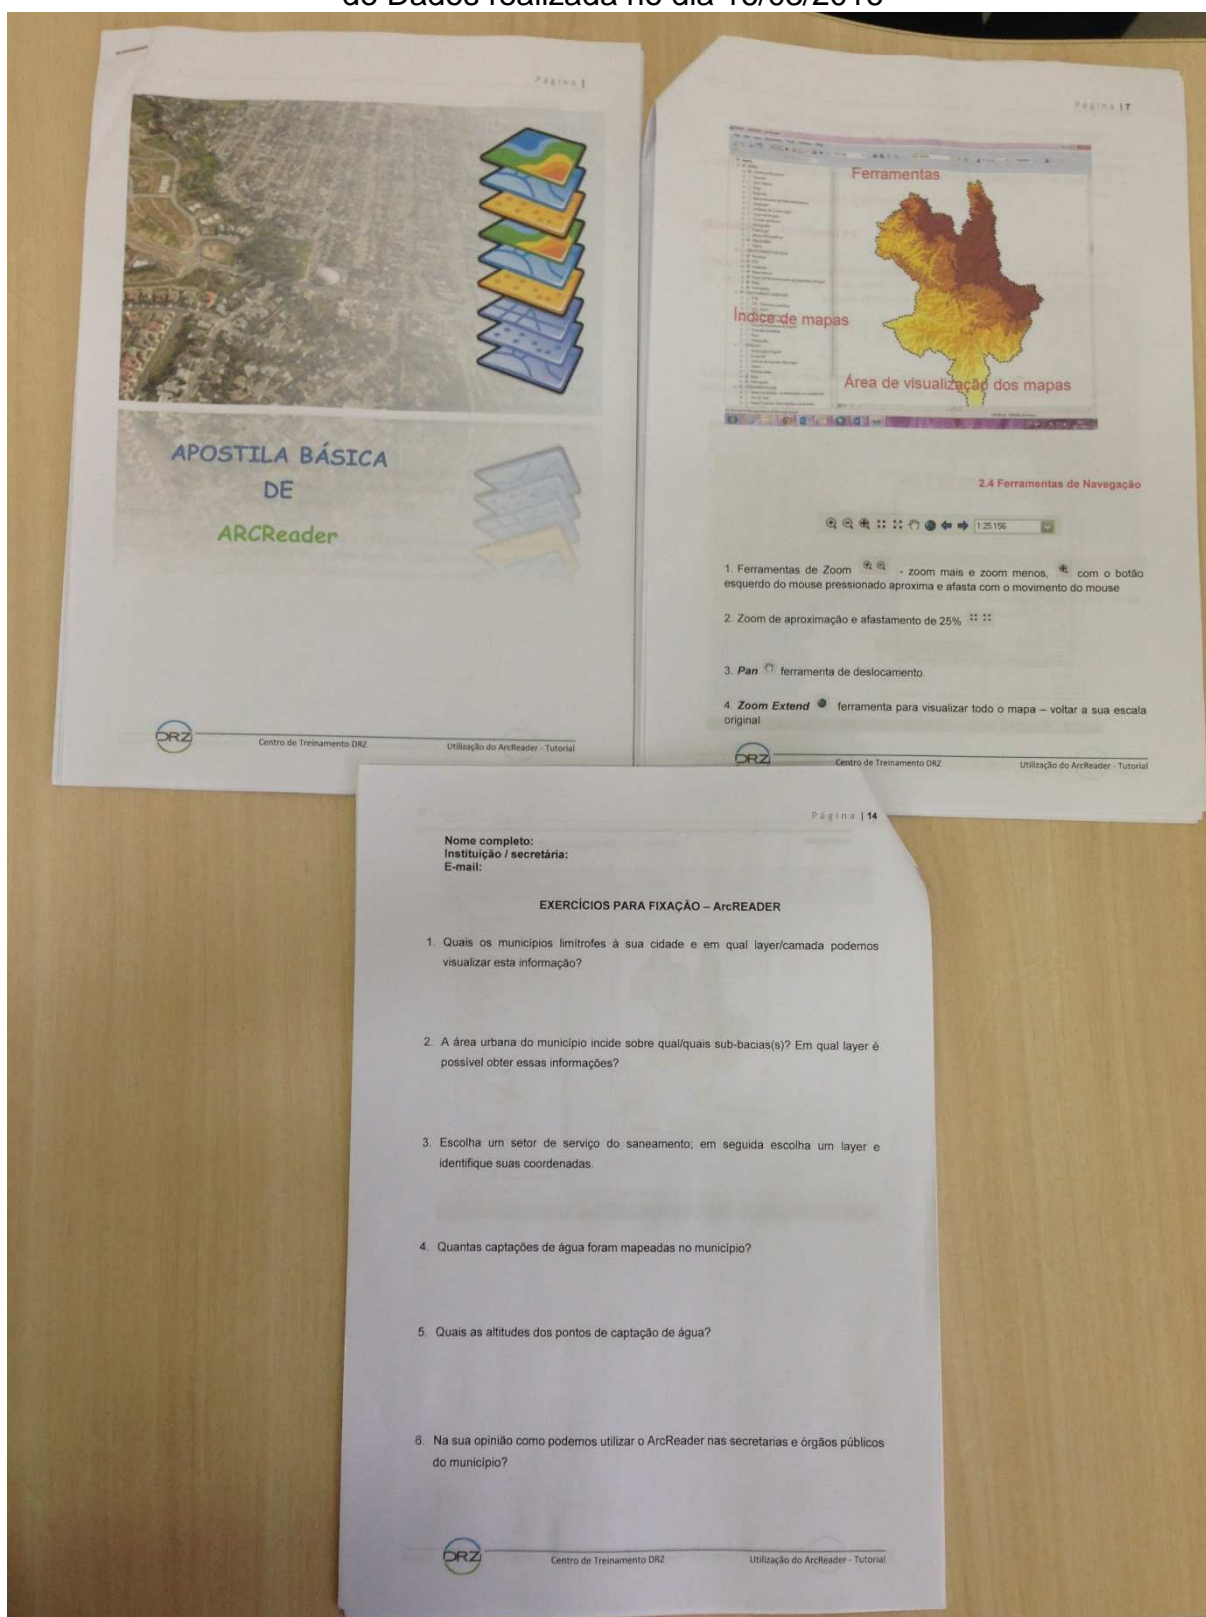 Página |
APOSTILA BÁSICA
DE
ARCReader
DRZ
Centro de Treinamento DRZ
Utilização do ArcReader - Tutorial
Página | 7
Ferramentas
Índice de mapas
Área de visualização dos mapas
2.4 Ferramentas de Navegação
1:25.156
1. Ferramentas de Zoom - zoom mais e zoom menos, com o botão
esquerdo do mouse pressionado aproxima e afasta com o movimento do mouse
2. Zoom de aproximação e afastamento de 25%
3. Pan ferramenta de deslocamento.
4. Zoom Extend ferramenta para visualizar todo o mapa – voltar a sua escala
original
DRZ
Centro de Treinamento DRZ
Utilização do ArcReader - Tutorial
Página | 14
Nome completo:
Instituição / secretária:
E-mail:
EXERCÍCIOS PARA FIXAÇÃO – ArcREADER
1. Quais os municípios limítrofes à sua cidade e em qual layer/camada podemos
visualizar esta informação?
2. A área urbana do município incide sobre qual/quais sub-bacias(s)? Em qual layer é
possível obter essas informações?
3. Escolha um setor de serviço do saneamento; em seguida escolha um layer e
identifique suas coordenadas.
4. Quantas captações de água foram mapeadas no município?
5. Quais as altitudes dos pontos de captação de água?
6. Na sua opinião como podemos utilizar o ArcReader nas secretarias e órgãos públicos
do município?
DRZ
Centro de Treinamento DRZ
Utilização do ArcReader - Tutorial